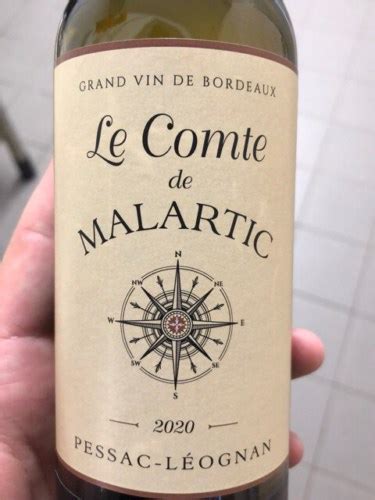 GRAND VIN DE BORDEAUX
Le Comte
de
MALARTIC
N
NW NE
W E
SW SE
S
2020
PESSAC-LÉOGNAN